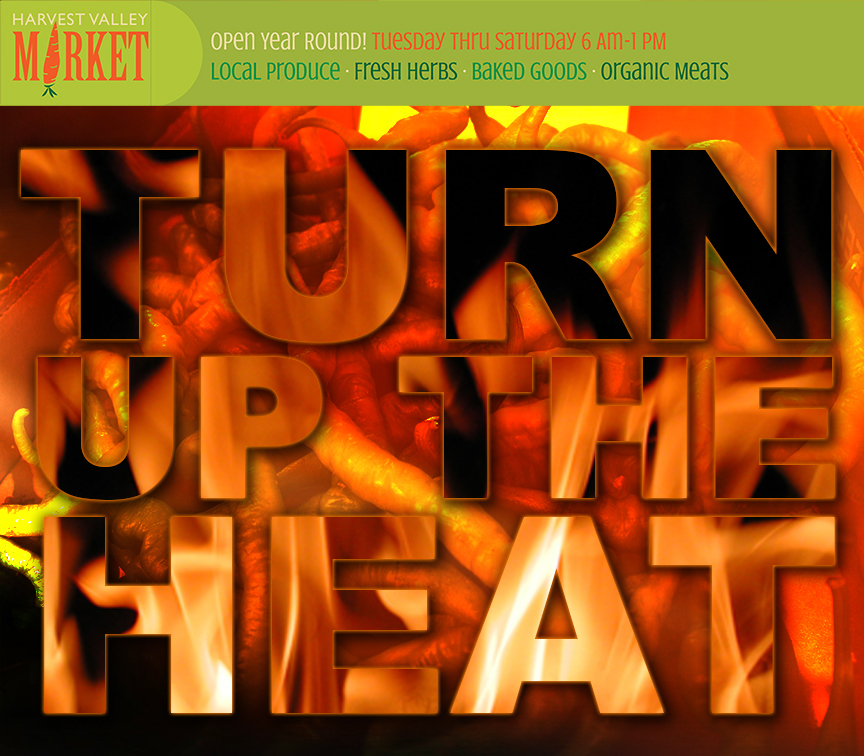 HARVEST VALLEY
MARKET
OPEN YEAR ROUND! TUESDAY THRU SATURDAY 6 AM-1 PM
LOCAL PRODUCE · FRESH HERBS · BAKED GOODS · ORGANIC MEATS
TURN
UP THE
HEAT